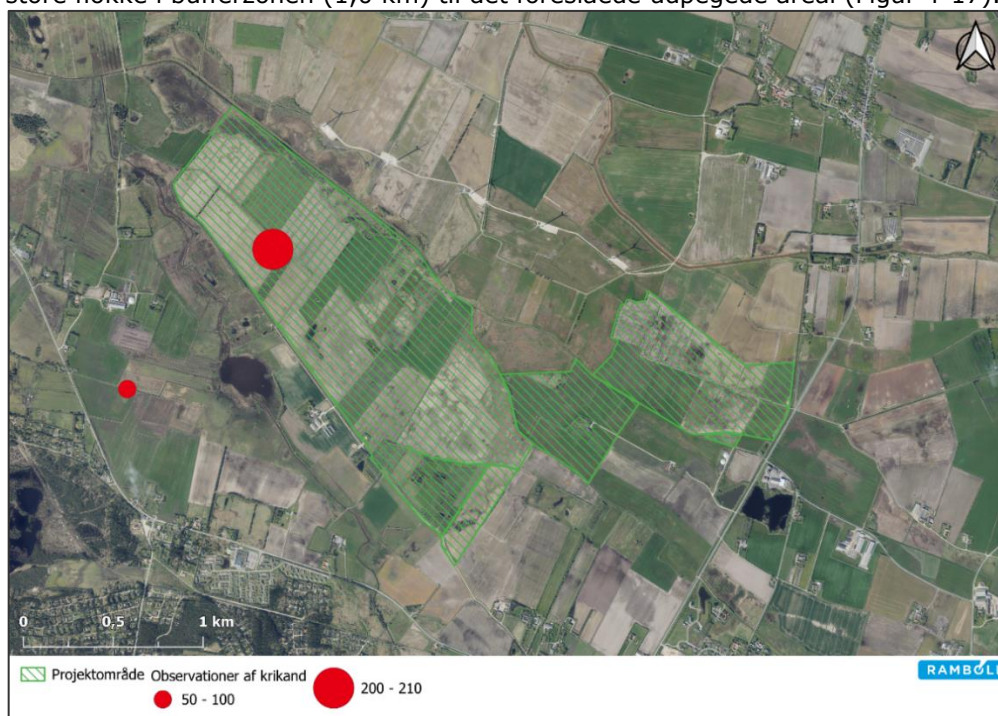 store flokke i bufferzonen (1,0 km) til det foreslåede udpegede areal (Figur 4-17).
0 0,5 1 km
Projektområde Observationer af krikand
50 - 100
200 - 210
RAMBOLL